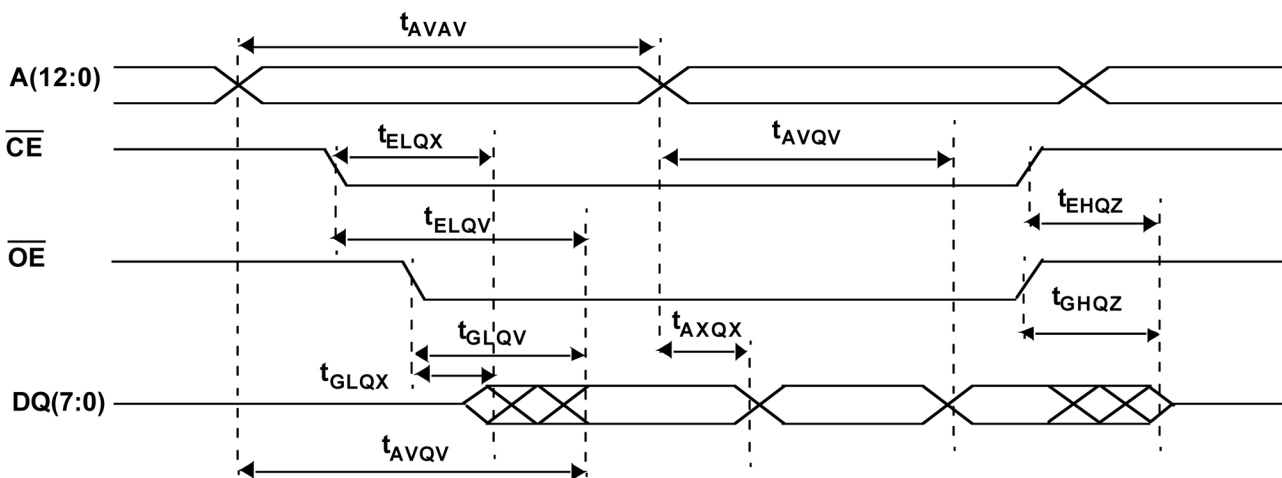 tAVAV
A(12:0)
CE
tELQX
tAVQV
tELQV
tEHQZ
OE
tGLQV
tAXQX
tGHQZ
tGLQX
DQ(7:0)
tAVQV